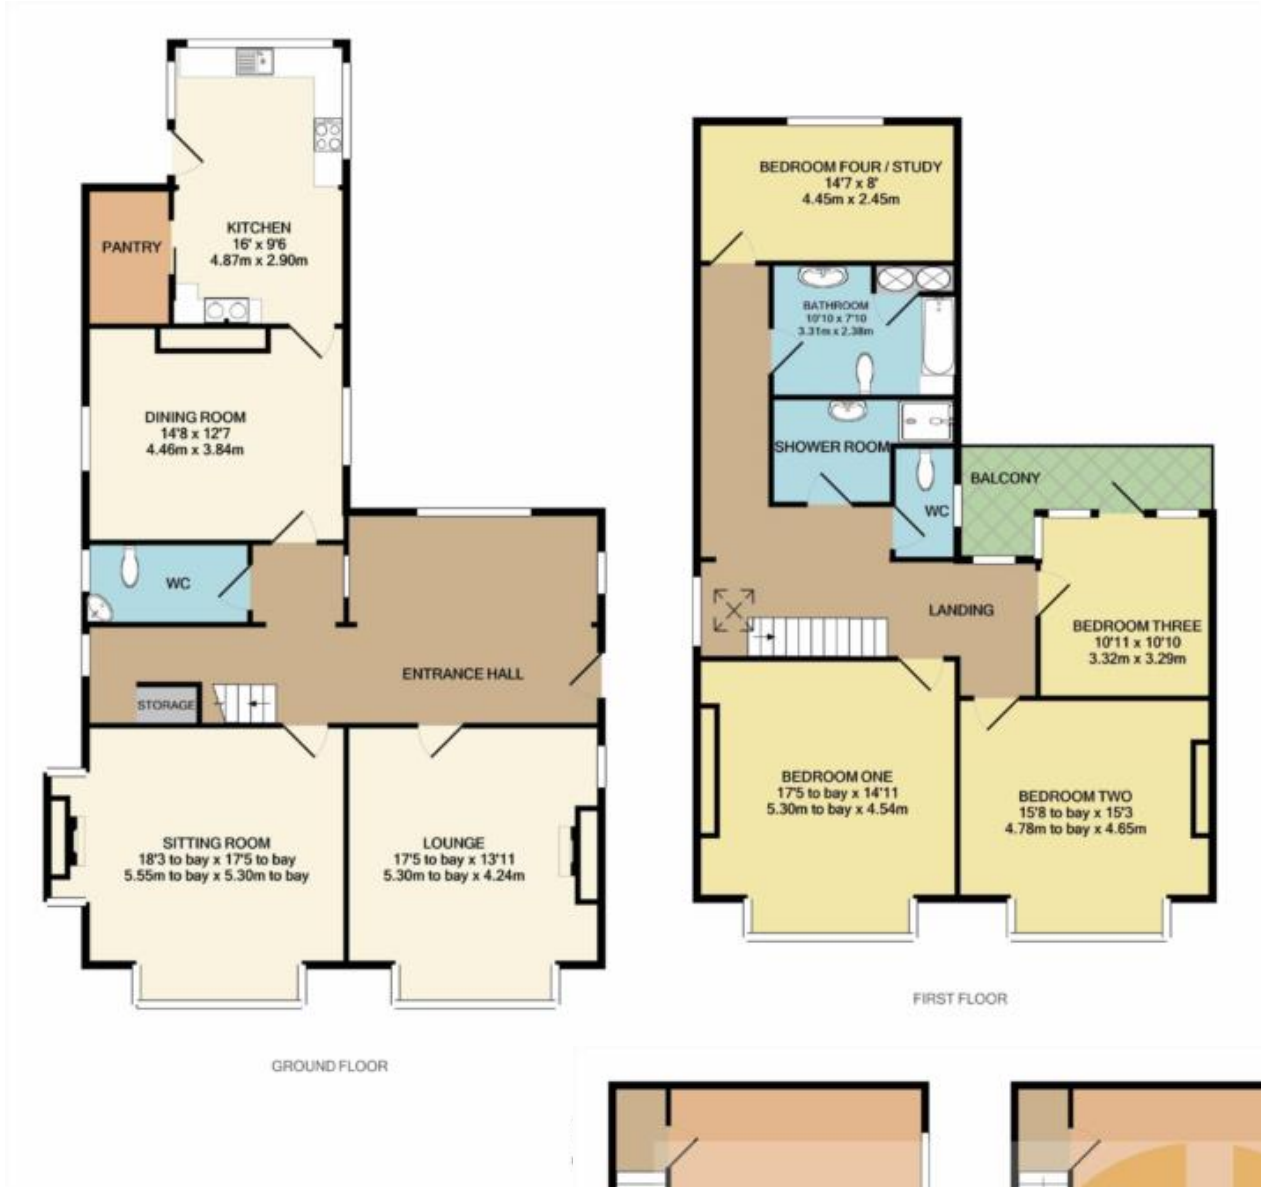 KITCHEN
16' x 9'6
4.87m x 2.90m
PANTRY
DINING ROOM
14'8 x 12'7
4.46m x 3.84m
WC
ENTRANCE HALL
STORAGE
SITTING ROOM
18'3 to bay x 17'5 to bay
5.55m to bay x 5.30m to bay
LOUNGE
17'5 to bay x 13'11
5.30m to bay x 4.24m
GROUND FLOOR
BEDROOM FOUR / STUDY
14'7 x 8'
4.45m x 2.45m
BATHROOM
10'10 x 7'10
3.31m x 2.38m
SHOWER ROOM
WC
BALCONY
LANDING
BEDROOM THREE
10'11 x 10'10
3.32m x 3.29m
BEDROOM ONE
17'5 to bay x 14'11
5.30m to bay x 4.54m
BEDROOM TWO
15'8 to bay x 15'3
4.78m to bay x 4.65m
FIRST FLOOR